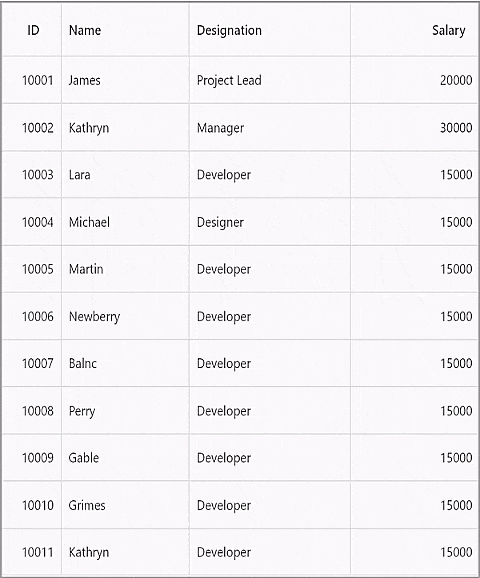 ID Name Designation Salary
10001 James Project Lead 20000
10002 Kathryn Manager 30000
10003 Lara Developer 15000
10004 Michael Designer 15000
10005 Martin Developer 15000
10006 Newberry Developer 15000
10007 Balnc Developer 15000
10008 Perry Developer 15000
10009 Gable Developer 15000
10010 Grimes Developer 15000
10011 Kathryn Developer 15000